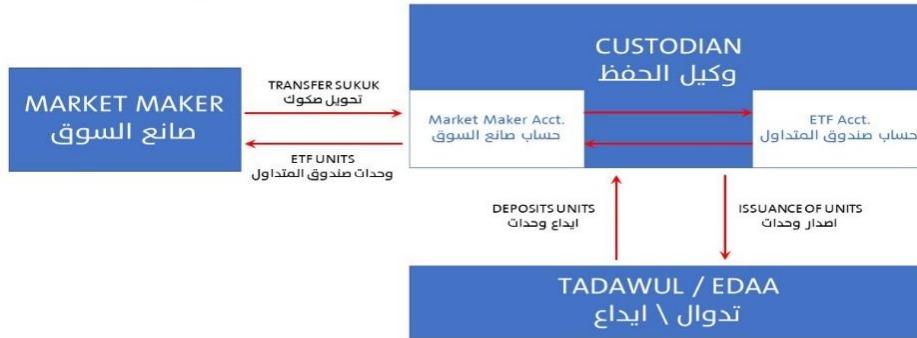 CUSTODIAN
وكيل الحفظ
MARKET MAKER
صانع السوق
TRANSFER SUKUK
تحويل صكوك
Market Maker Acct.
حساب صانع السوق
ETF Acct.
حساب صندوق المتداول
ETF UNITS
وحدات صندوق المتداول
DEPOSITS UNITS
ايداع وحدات
ISSUANCE OF UNITS
اصدار وحدات
TADAWUL / EDAA
تدوال \ ايداع